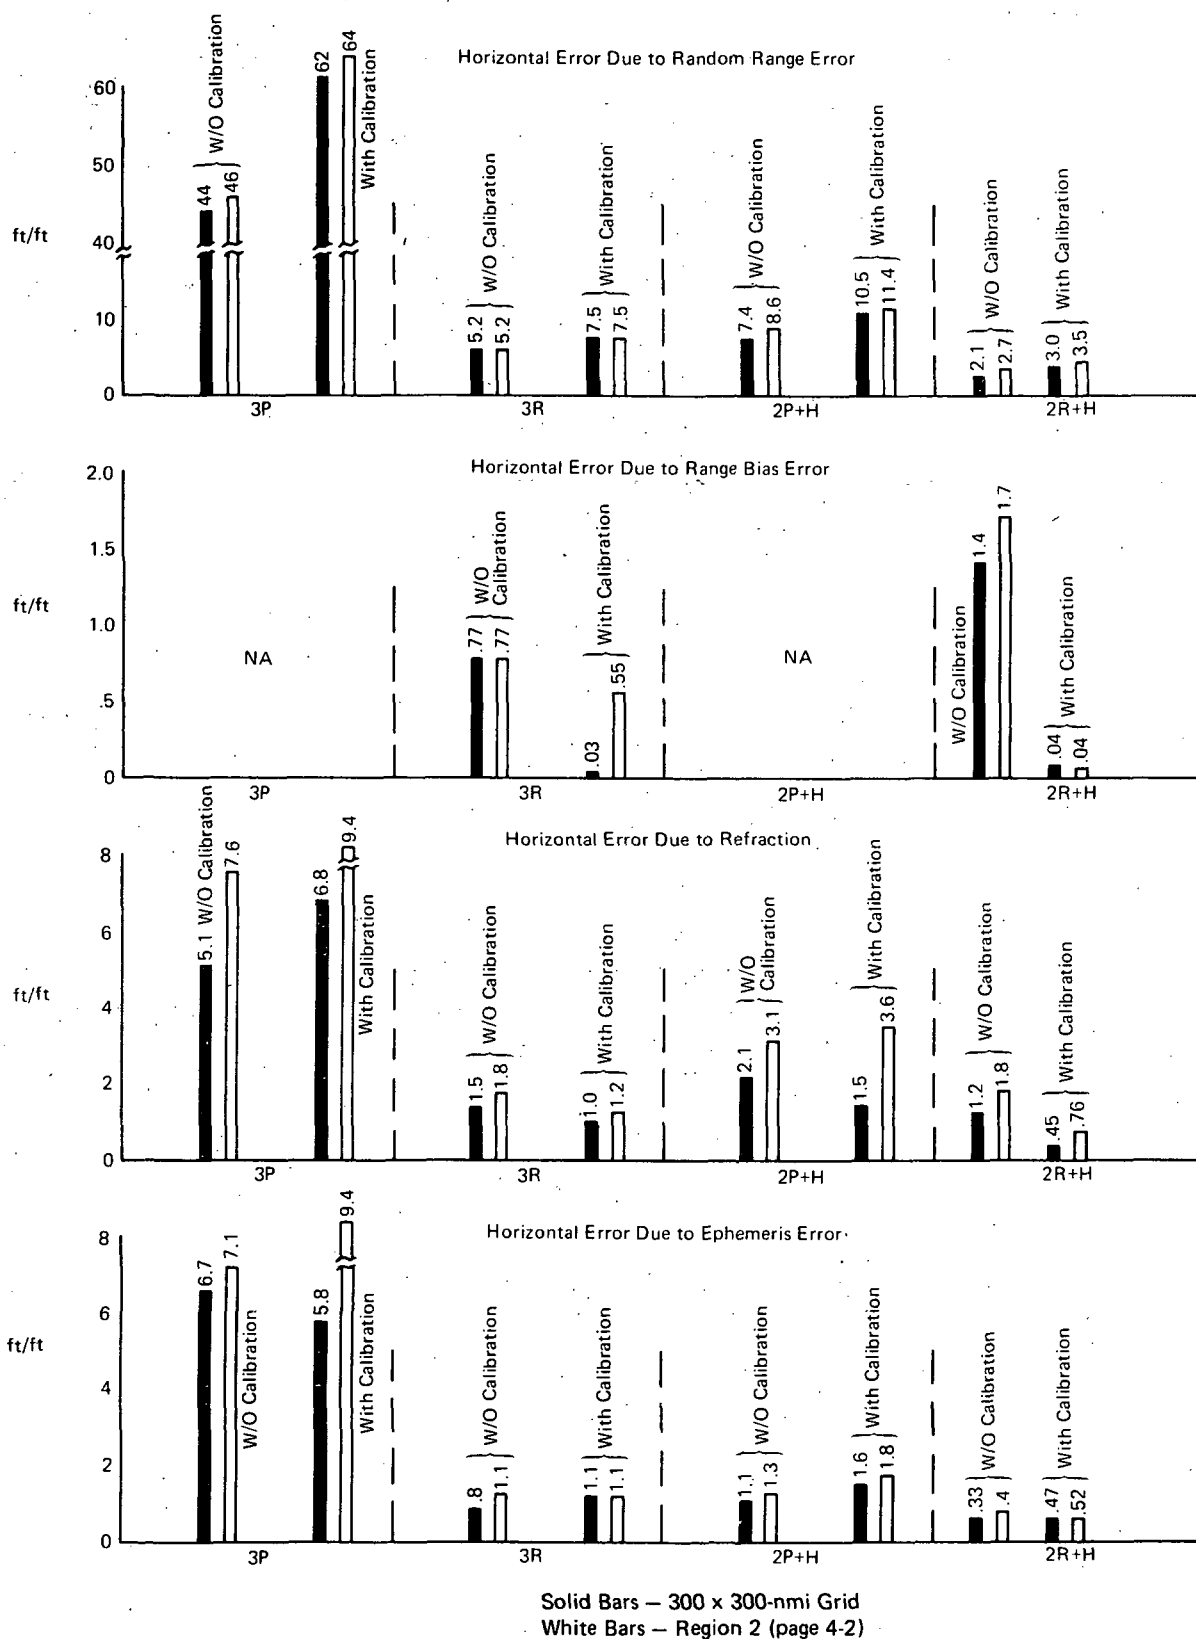 Horizontal Error Due to Random Range Error
ft/ft
60
50
40
10
0
44
46
W/O Calibration
62
64
With Calibration
5.2
5.2
W/O Calibration
7.5
7.5
With Calibration
7.4
8.6
W/O Calibration
10.5
11.4
With Calibration
2.1
2.7
W/O Calibration
3.0
3.5
With Calibration
3P
3R
2P+H
2R+H
Horizontal Error Due to Range Bias Error
ft/ft
2.0
1.5
1.0
.5
0
NA
.77
.77
W/O
Calibration
.03
.55
With Calibration
NA
W/O Calibration
1.4
1.7
.04
.04
With Calibration
3P
3R
2P+H
2R+H
Horizontal Error Due to Refraction
ft/ft
8
6
4
2
0
5.1 W/O Calibration
7.6
6.8
9.4
With Calibration
1.5
1.8
W/O Calibration
1.0
1.2
With Calibration
2.1
3.1
W/O
Calibration
1.5
3.6
With Calibration
1.2
1.8
W/O Calibration
.45
.76
With Calibration
3P
3R
2P+H
2R+H
Horizontal Error Due to Ephemeris Error
ft/ft
8
6
4
2
0
6.7
7.1
W/O Calibration
5.8
9.4
With Calibration
.8
1.1
W/O Calibration
1.1
1.1
With Calibration
1.1
1.3
W/O Calibration
1.6
1.8
With Calibration
.33
.4
W/O Calibration
.47
.52
With Calibration
3P
3R
2P+H
2R+H
Solid Bars — 300 x 300-nmi Grid
White Bars — Region 2 (page 4-2)